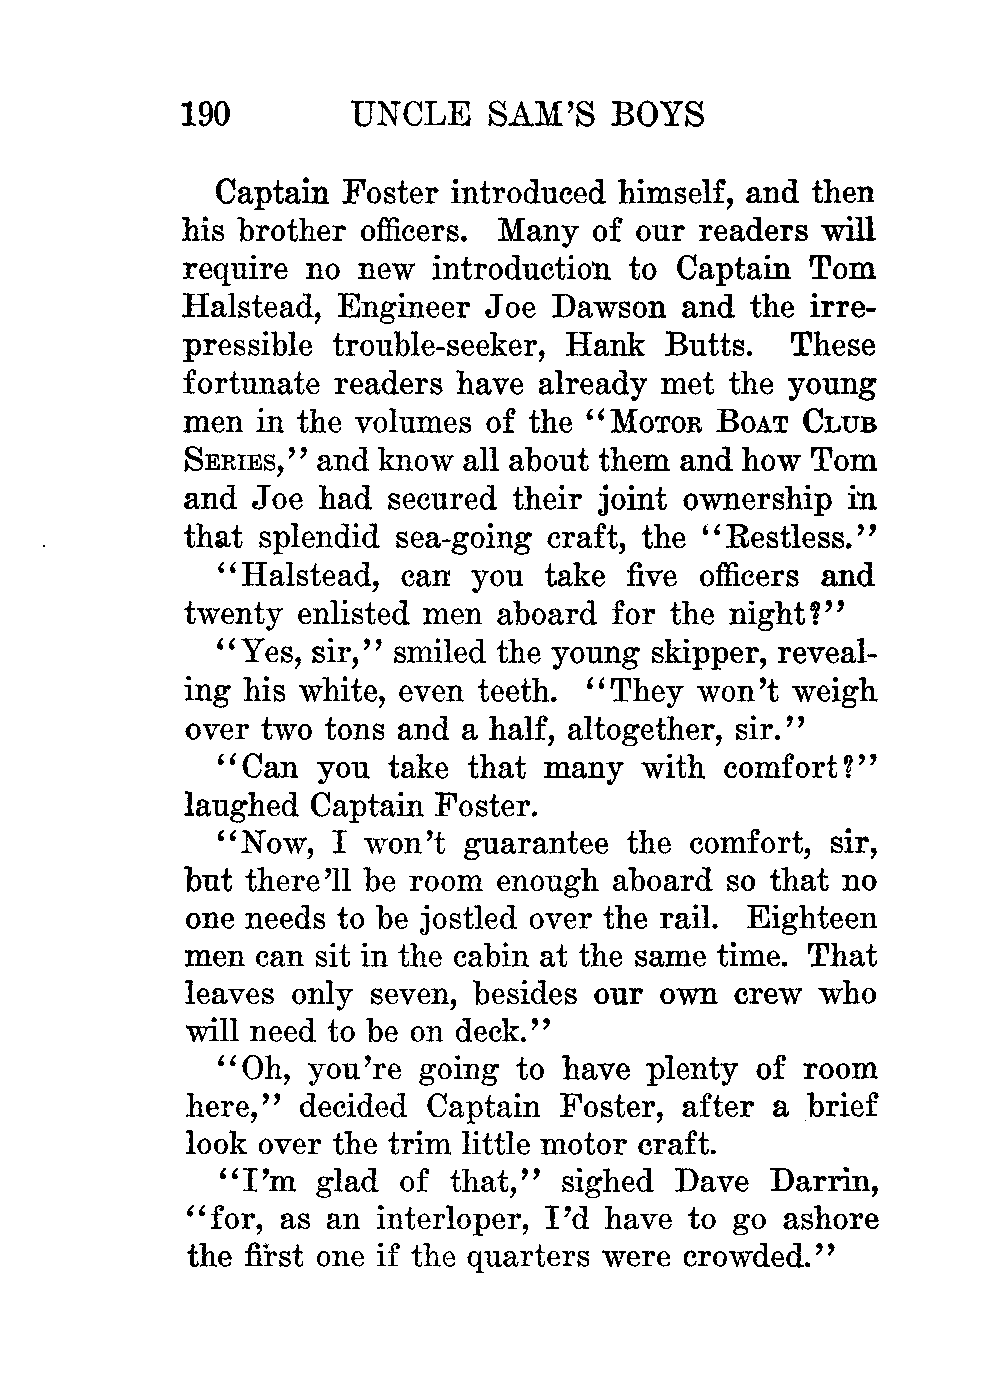 190 UNCLE SAM'S BOYS
Captain Foster introduced himself, and then
his brother officers. Many of our readers will
require no new introduction to Captain Tom
Halstead, Engineer Joe Dawson and the irre-
pressible trouble-seeker, Hank Butts. These
fortunate readers have already met the young
men in the volumes of the "MOTOR BOAT CLUB
SERIES," and know all about them and how Tom
and Joe had secured their joint ownership in
that splendid sea-going craft, the "Restless."
"Halstead, can you take five officers and
twenty enlisted men aboard for the night?"
"Yes, sir," smiled the young skipper, reveal-
ing his white, even teeth. "They won't weigh
over two tons and a half, altogether, sir."
"Can you take that many with comfort?"
laughed Captain Foster.
"Now, I won't guarantee the comfort, sir,
but there'll be room enough aboard so that no
one needs to be jostled over the rail. Eighteen
men can sit in the cabin at the same time. That
leaves only seven, besides our own crew who
will need to be on deck."
"Oh, you're going to have plenty of room
here," decided Captain Foster, after a brief
look over the trim little motor craft.
"I'm glad of that," sighed Dave Darrin,
"for, as an interloper, I'd have to go ashore
the first one if the quarters were crowded."